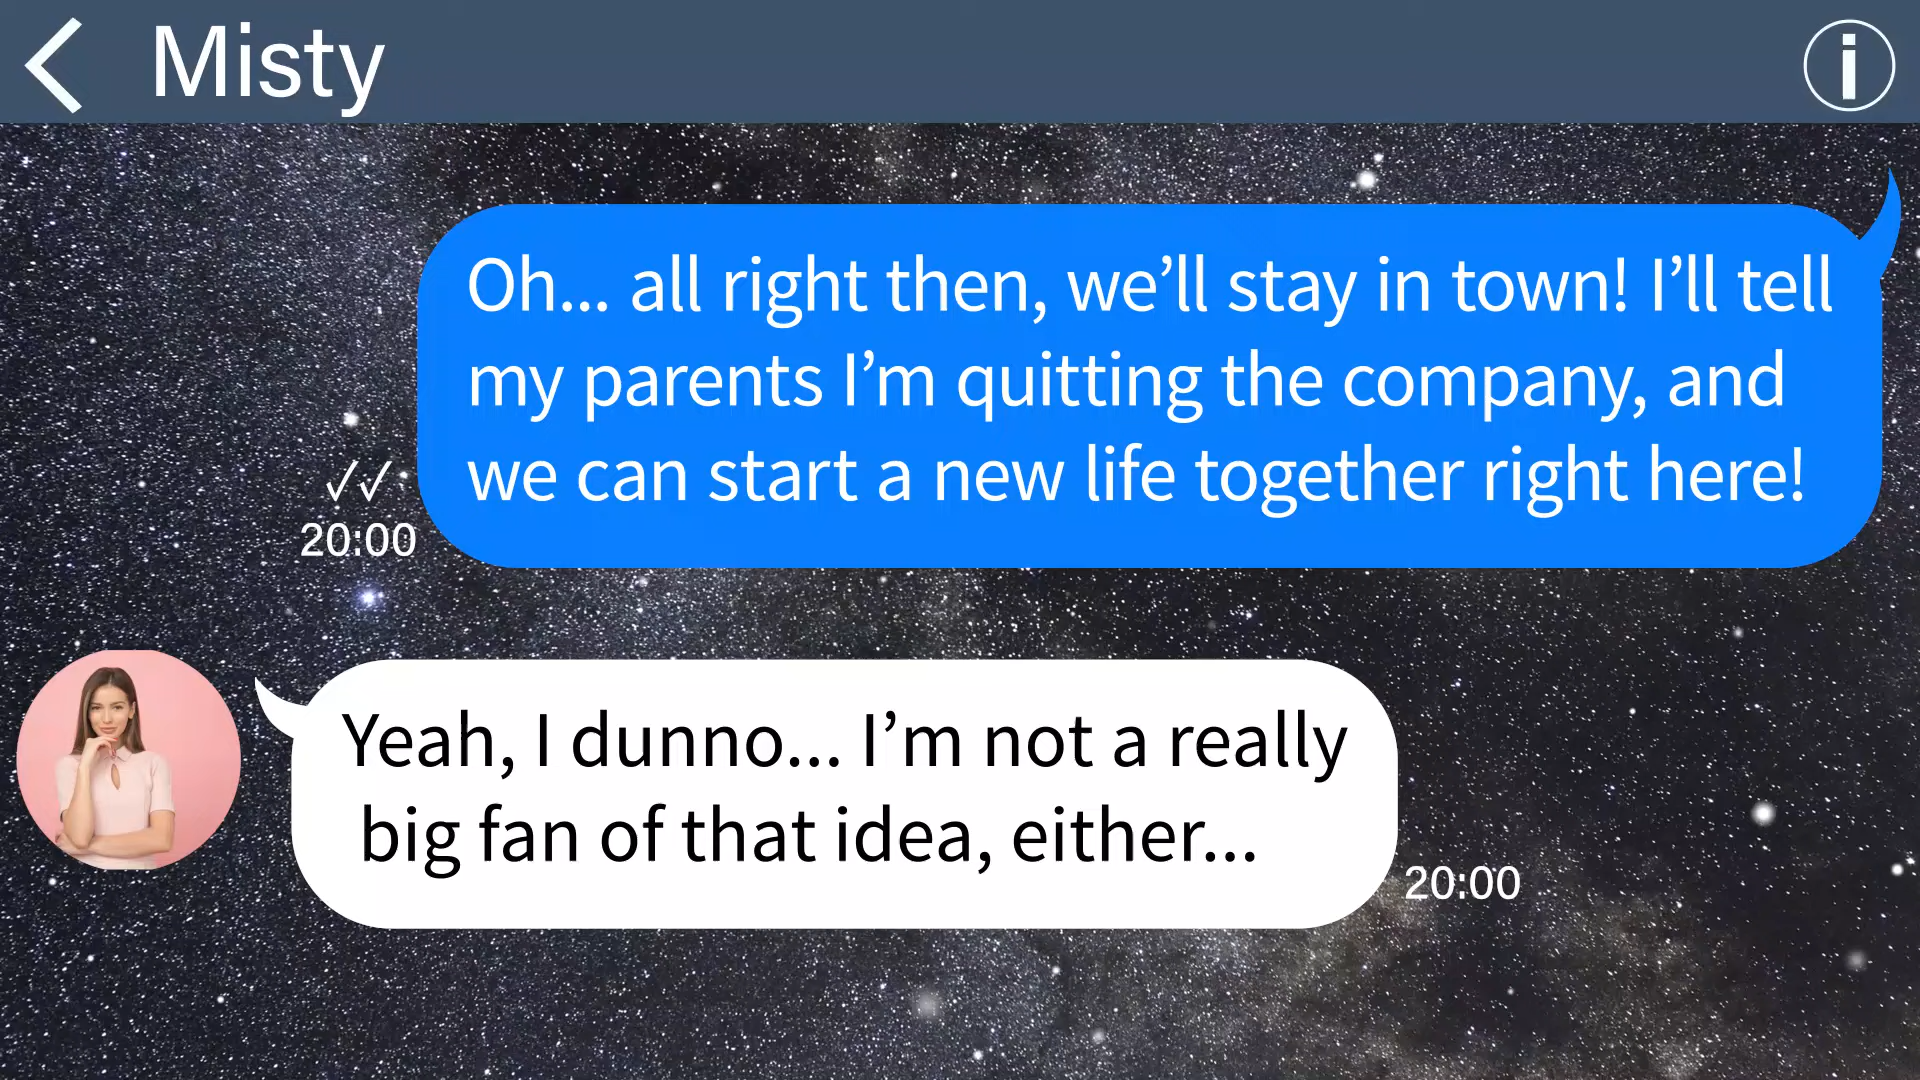 Misty
Oh... all right then, we’ll stay in town! I’ll tell
my parents I’m quitting the company, and
we can start a new life together right here!
20:00
Yeah, I dunno... I’m not a really
big fan of that idea, either...
20:00